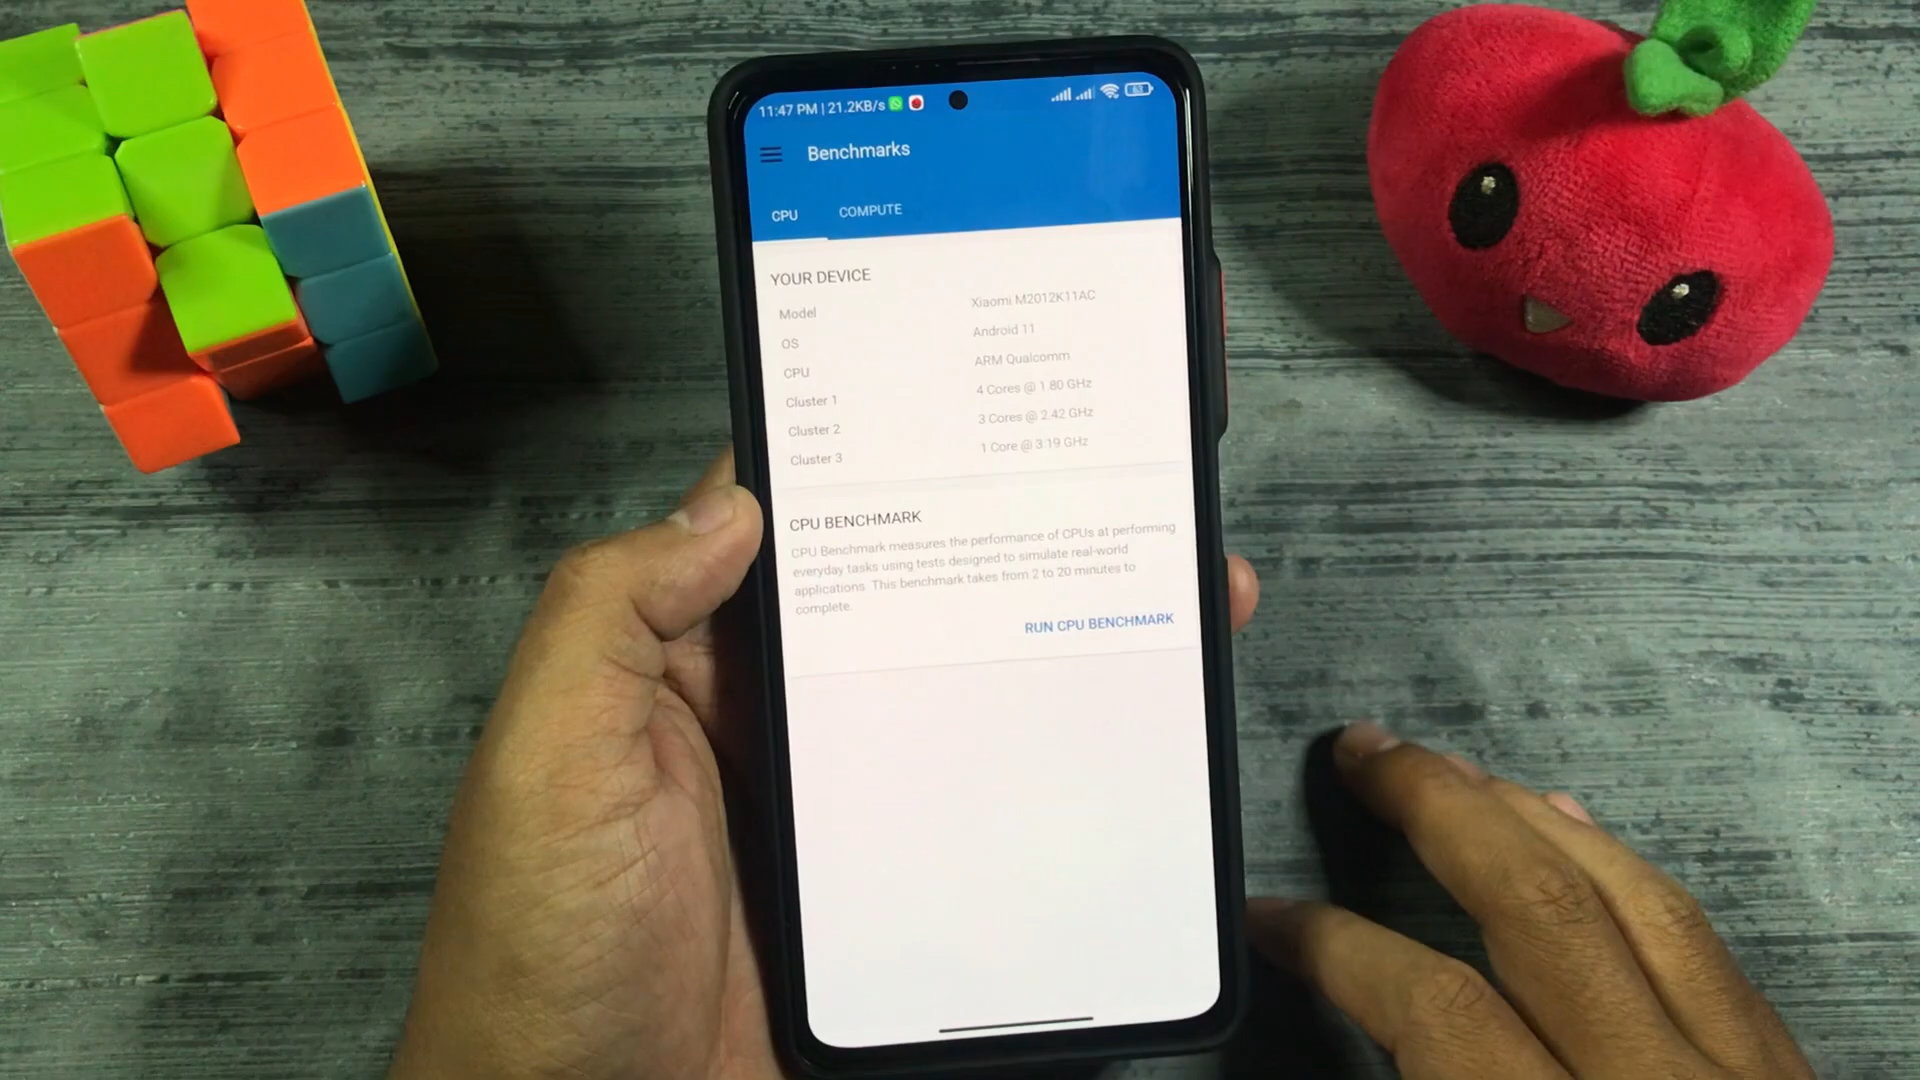 11:47 PM | 21.2KB/s
Benchmarks
CPU COMPUTE
YOUR DEVICE
Model Xiaomi M2012K11AC
OS Android 11
CPU ARM Qualcomm
Cluster 1 4 Cores @ 1.80 GHz
Cluster 2 3 Cores @ 2.42 GHz
Cluster 3 1 Core @ 3.19 GHz
CPU BENCHMARK
CPU Benchmark measures the performance of CPUs at performing
everyday tasks using tests designed to simulate real-world
applications. This benchmark takes from 2 to 20 minutes to
complete.
RUN CPU BENCHMARK